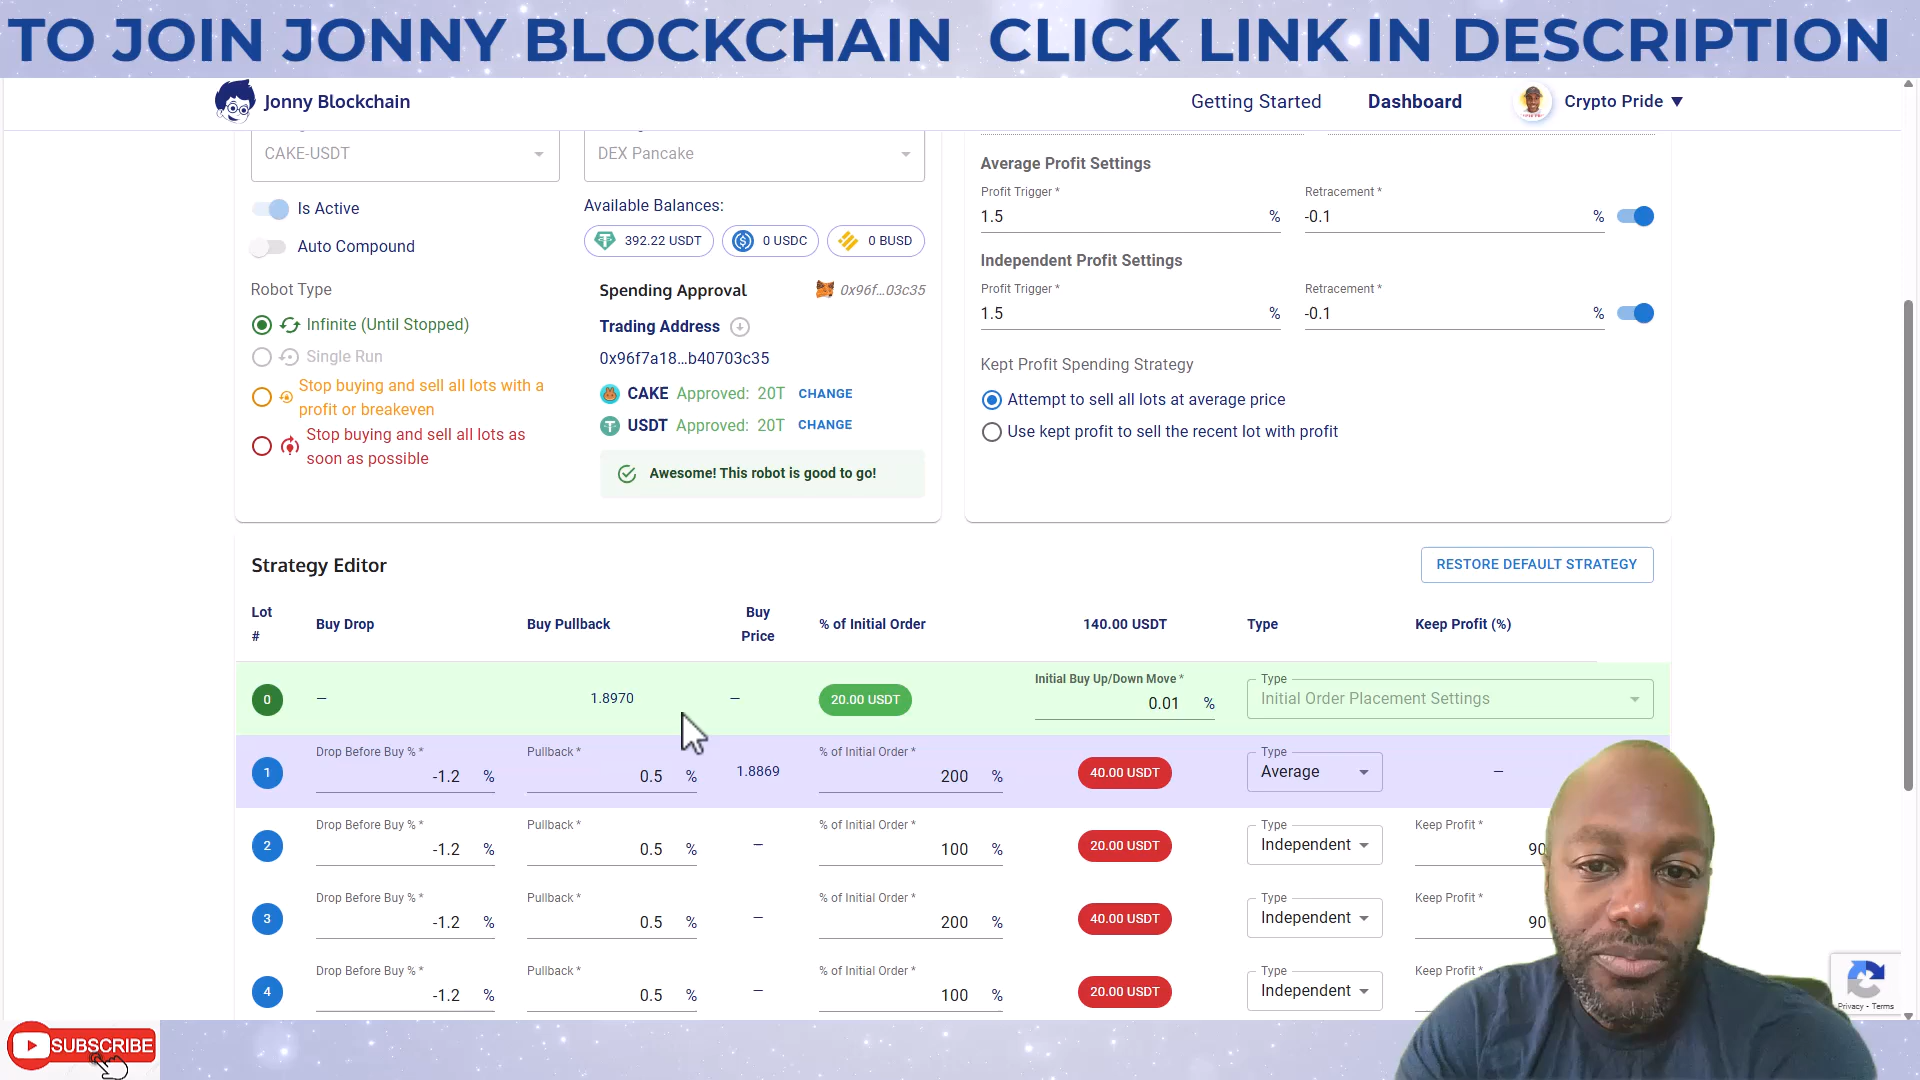 TO JOIN JONNY BLOCKCHAIN CLICK LINK IN DESCRIPTION
Jonny Blockchain
Getting Started
Dashboard
Crypto Pride
CAKE-USDT
DEX Pancake
Is Active
Auto Compound
Robot Type
Infinite (Until Stopped)
Single Run
Stop buying and sell all lots with a
profit or breakeven
Stop buying and sell all lots as
soon as possible
Available Balances:
392.22 USDT
0 USDC
0 BUSD
Spending Approval
0x96f...03c35
Trading Address
0x96f7a18...b40703c35
CAKE Approved: 20T CHANGE
USDT Approved: 20T CHANGE
Awesome! This robot is good to go!
Average Profit Settings
Profit Trigger * Retracement *
1.5 % -0.1 %
Independent Profit Settings
Profit Trigger * Retracement *
1.5 % -0.1 %
Kept Profit Spending Strategy
Attempt to sell all lots at average price
Use kept profit to sell the recent lot with profit
Strategy Editor
RESTORE DEFAULT STRATEGY
Lot # Buy Drop Buy Pullback Buy Price % of Initial Order 140.00 USDT Type Keep Profit (%)
Initial Buy Up/Down Move * Type
0 — 1.8970 — 20.00 USDT 0.01 % Initial Order Placement Settings
Drop Before Buy % * Pullback * % of Initial Order * Type
1 -1.2 % 0.5 % 1.8869 200 % 40.00 USDT Average —
Drop Before Buy % * Pullback * % of Initial Order * Type Keep Profit *
2 -1.2 % 0.5 % — 100 % 20.00 USDT Independent 90
Drop Before Buy % * Pullback * % of Initial Order * Type Keep Profit *
3 -1.2 % 0.5 % — 200 % 40.00 USDT Independent 90
Drop Before Buy % * Pullback * % of Initial Order * Type Keep Profit *
4 -1.2 % 0.5 % — 100 % 20.00 USDT Independent
Privacy - Terms
SUBSCRIBE